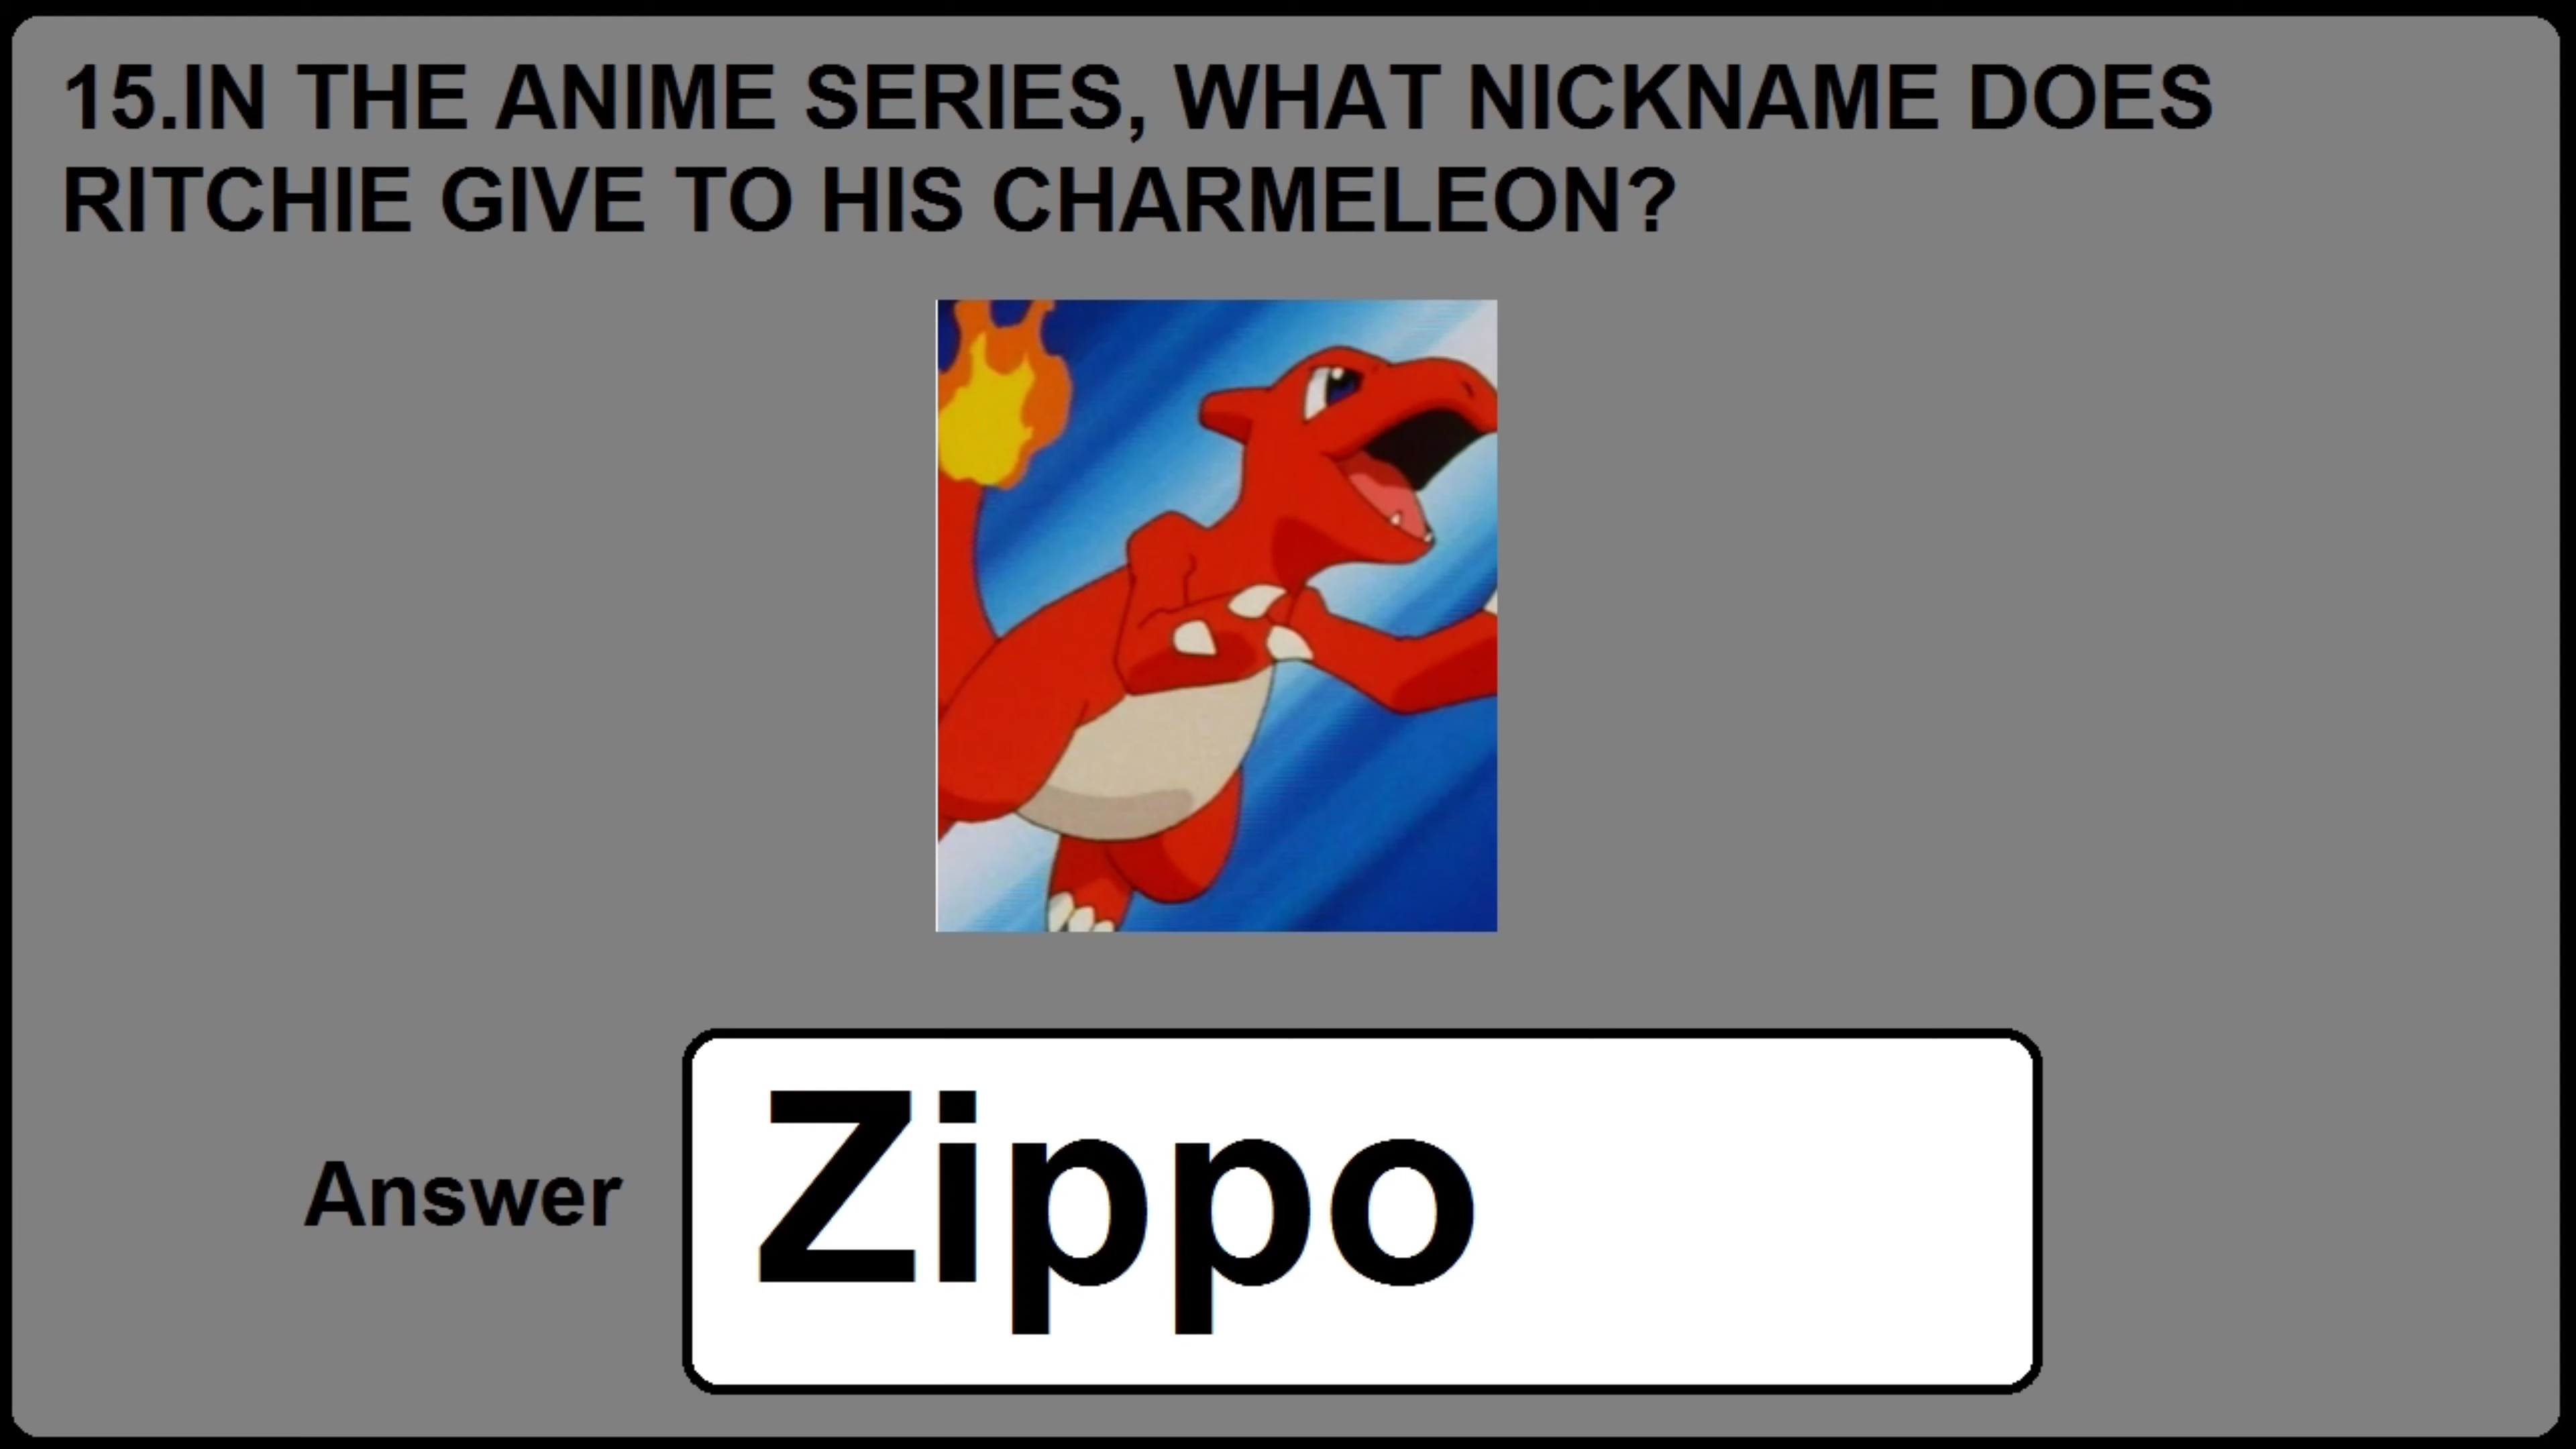 15.IN THE ANIME SERIES, WHAT NICKNAME DOES
RITCHIE GIVE TO HIS CHARMELEON?
Answer
Zippo